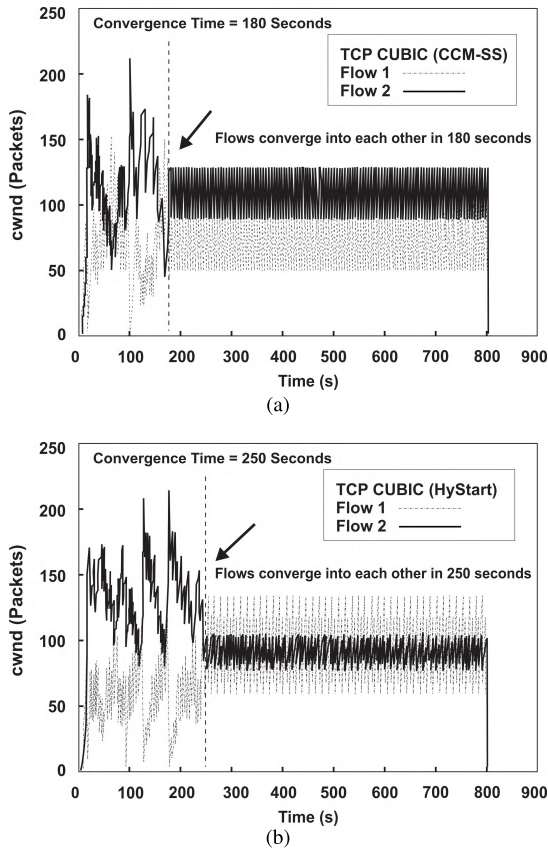 250
Convergence Time = 180 Seconds
TCP CUBIC (CCM-SS)
Flow 1
Flow 2
200
150
Flows converge into each other in 180 seconds
100
50
0
cwnd (Packets)
0 100 200 300 400 500 600 700 800 900
Time (s)
(a)
250
Convergence Time = 250 Seconds
TCP CUBIC (HyStart)
Flow 1
Flow 2
200
150
Flows converge into each other in 250 seconds
100
50
0
cwnd (Packets)
0 100 200 300 400 500 600 700 800 900
Time (s)
(b)